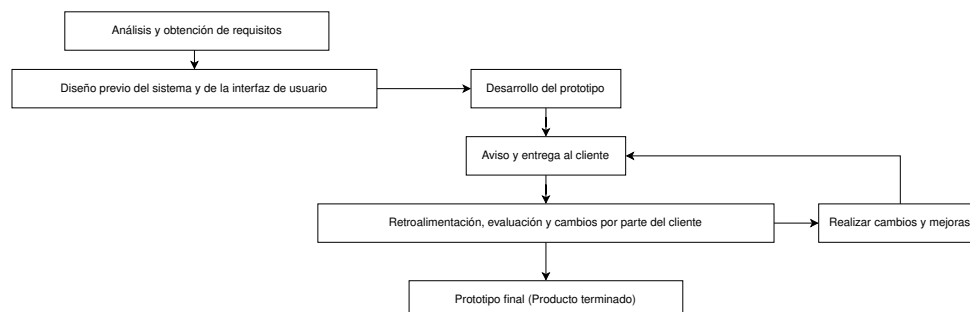 Análisis y obtención de requisitos
Diseño previo del sistema y de la interfaz de usuario
Desarrollo del prototipo
Aviso y entrega al cliente
Retroalimentación, evaluación y cambios por parte del cliente
Realizar cambios y mejoras
Prototipo final (Producto terminado)